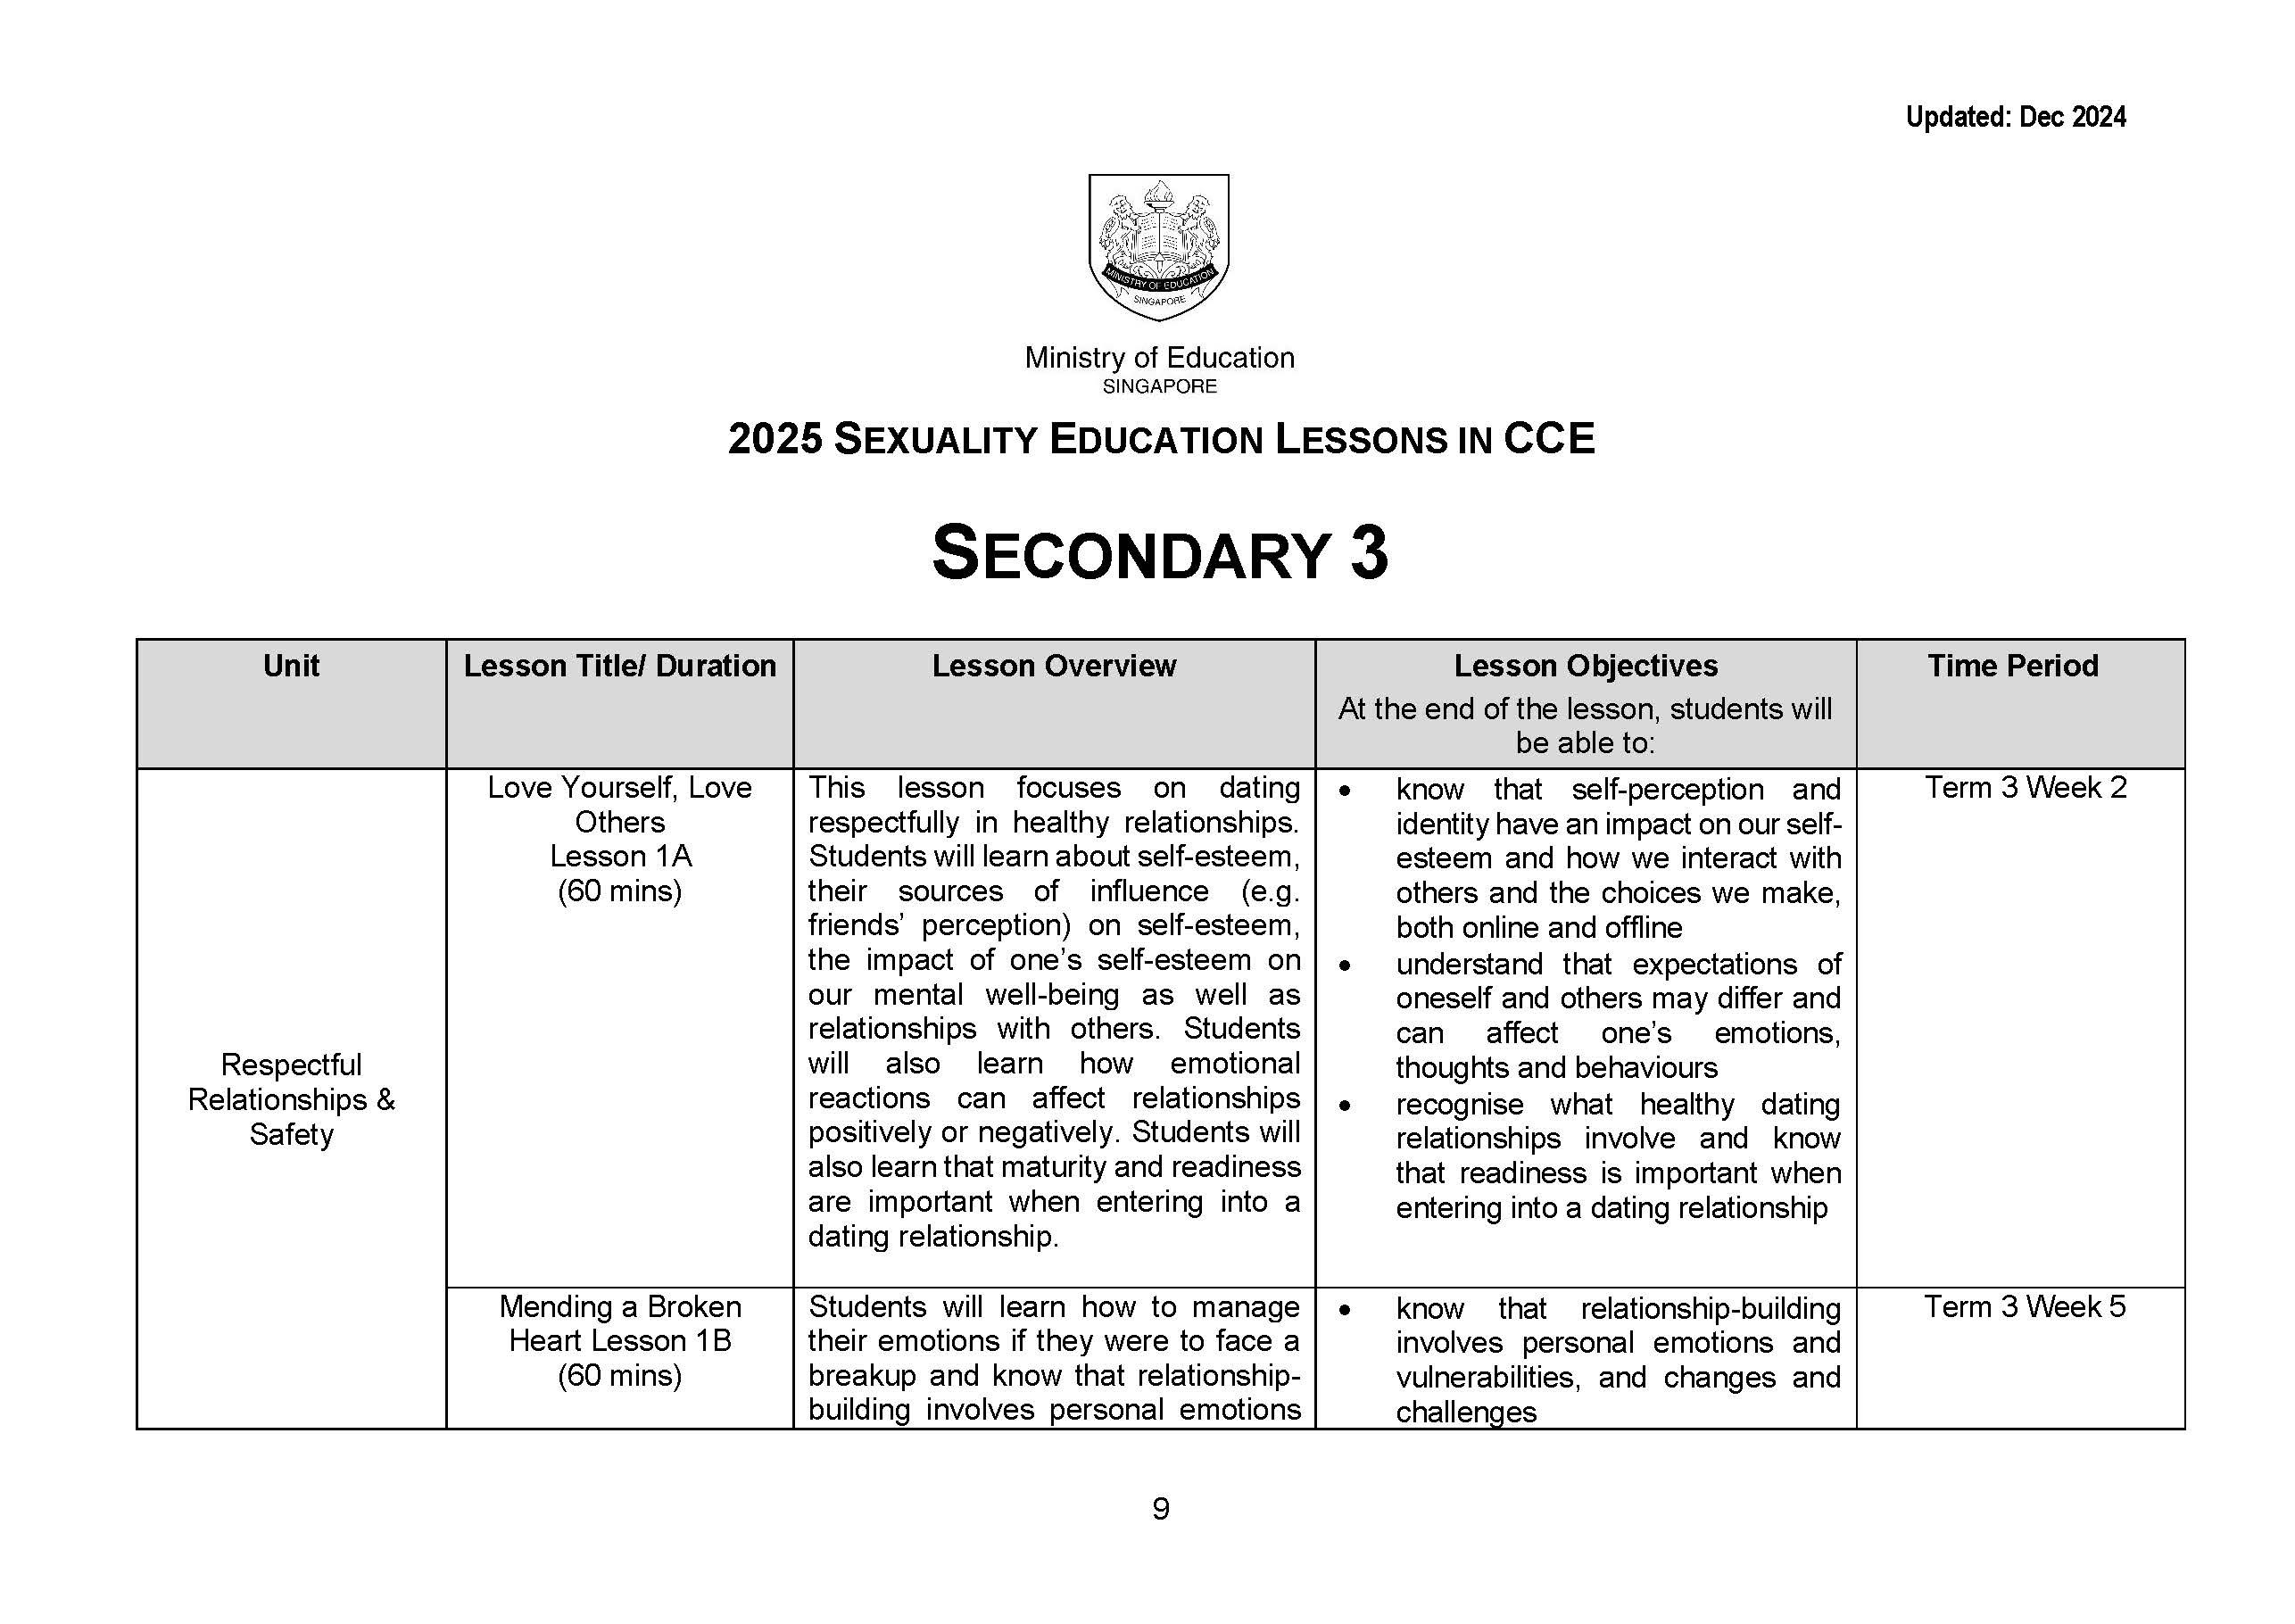 Updated: Dec 2024
MINISTRY OF EDUCATION
SINGAPORE
Ministry of Education
SINGAPORE
2025 SEXUALITY EDUCATION LESSONS IN CCE
SECONDARY 3
Unit
Lesson Title/ Duration
Lesson Overview
Lesson Objectives
At the end of the lesson, students will
be able to:
Time Period
Respectful
Relationships &
Safety
Love Yourself, Love
Others
Lesson 1A
(60 mins)
This lesson focuses on dating
respectfully in healthy relationships.
Students will learn about self-esteem,
their sources of influence (e.g.
friends’ perception) on self-esteem,
the impact of one’s self-esteem on
our mental well-being as well as
relationships with others. Students
will also learn how emotional
reactions can affect relationships
positively or negatively. Students will
also learn that maturity and readiness
are important when entering into a
dating relationship.
• know that self-perception and
identity have an impact on our self-
esteem and how we interact with
others and the choices we make,
both online and offline
• understand that expectations of
oneself and others may differ and
can affect one’s emotions,
thoughts and behaviours
• recognise what healthy dating
relationships involve and know
that readiness is important when
entering into a dating relationship
Term 3 Week 2
Mending a Broken
Heart Lesson 1B
(60 mins)
Students will learn how to manage
their emotions if they were to face a
breakup and know that relationship-
building involves personal emotions
• know that relationship-building
involves personal emotions and
vulnerabilities, and changes and
challenges
Term 3 Week 5
9